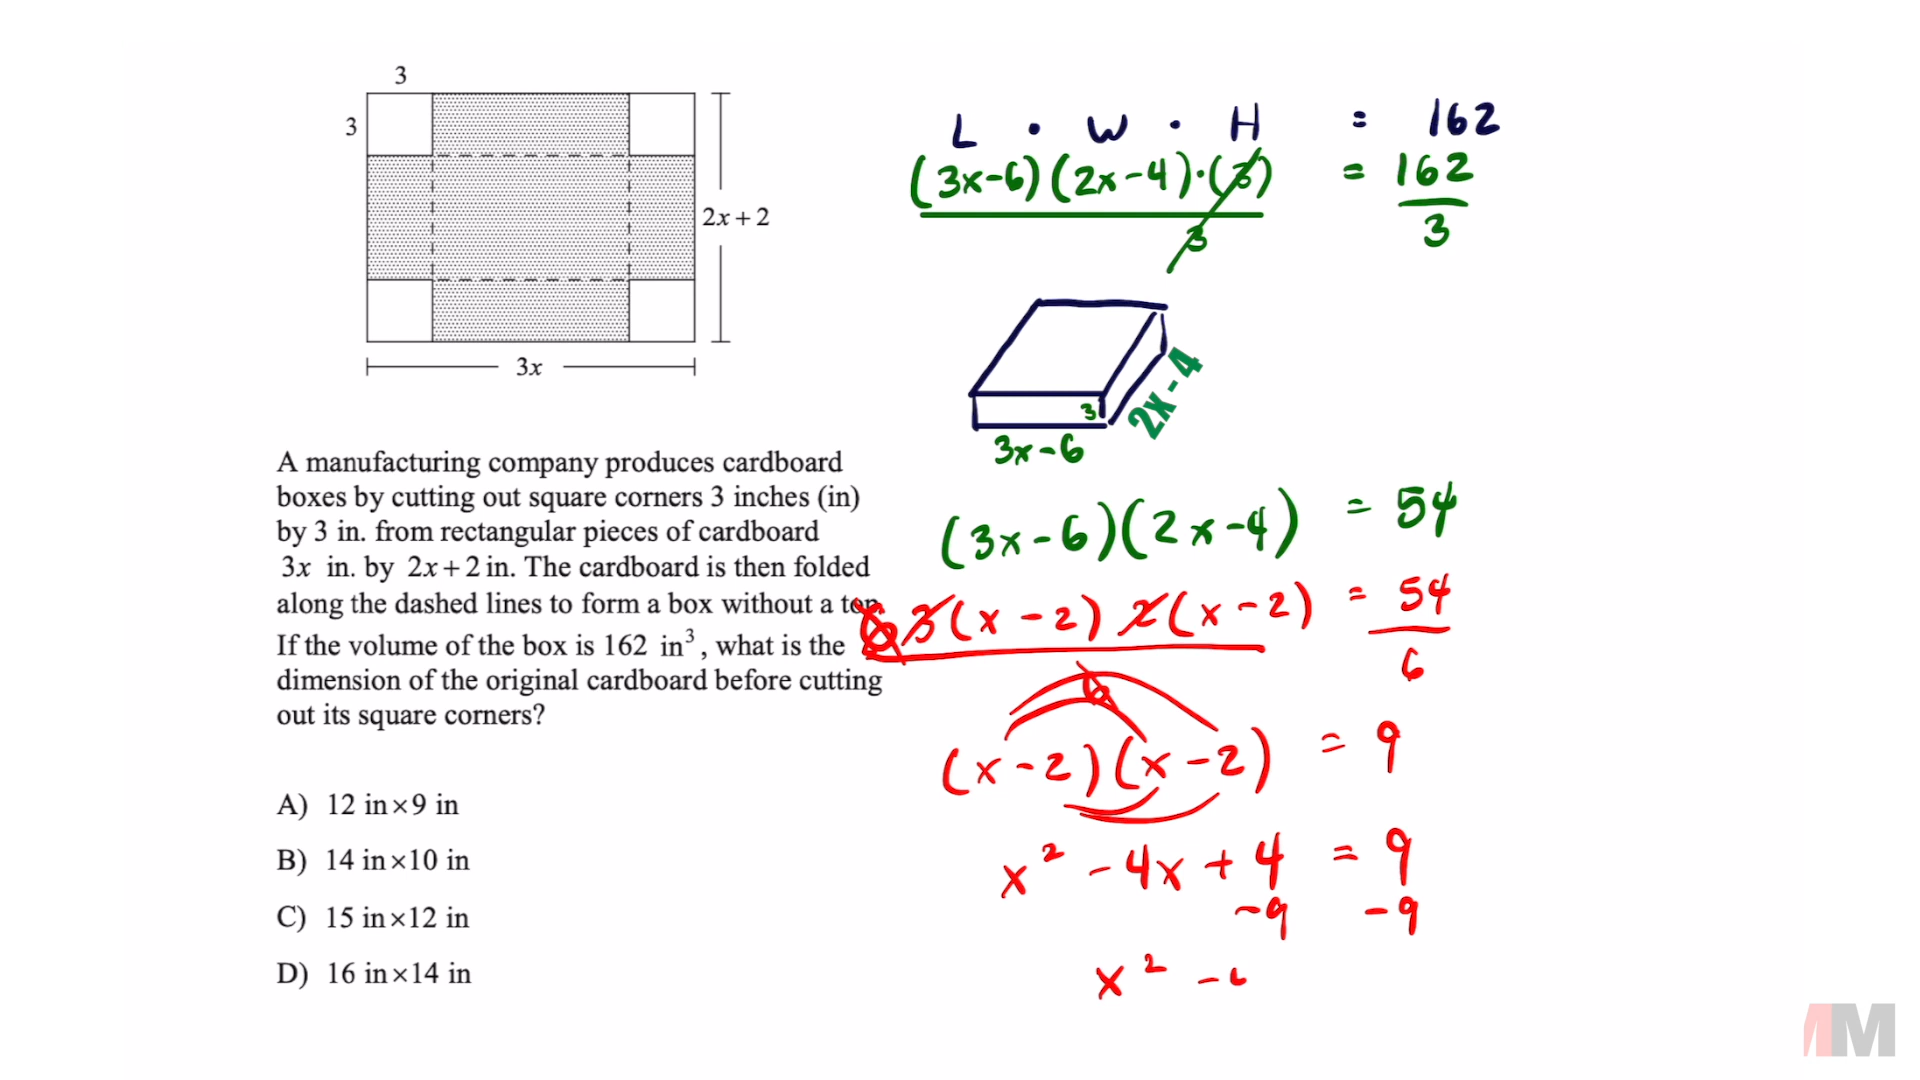 3
3
2x + 2
3x
A manufacturing company produces cardboard
boxes by cutting out square corners 3 inches (in)
by 3 in. from rectangular pieces of cardboard
3x in. by 2x + 2 in. The cardboard is then folded
along the dashed lines to form a box without a top.
If the volume of the box is 162 in³, what is the
dimension of the original cardboard before cutting
out its square corners?
A) 12 in × 9 in
B) 14 in × 10 in
C) 15 in × 12 in
D) 16 in × 14 in
L · W · H = 162
(3x-6)(2x-4)·(3) = 162
3 3
3
2x-4
3x-6
(3x-6)(2x-4) = 54
3(x-2) 2(x-2) = 54
6 6
(x-2)(x-2) = 9
x² - 4x + 4 = 9
-9 -9
x² -
MM